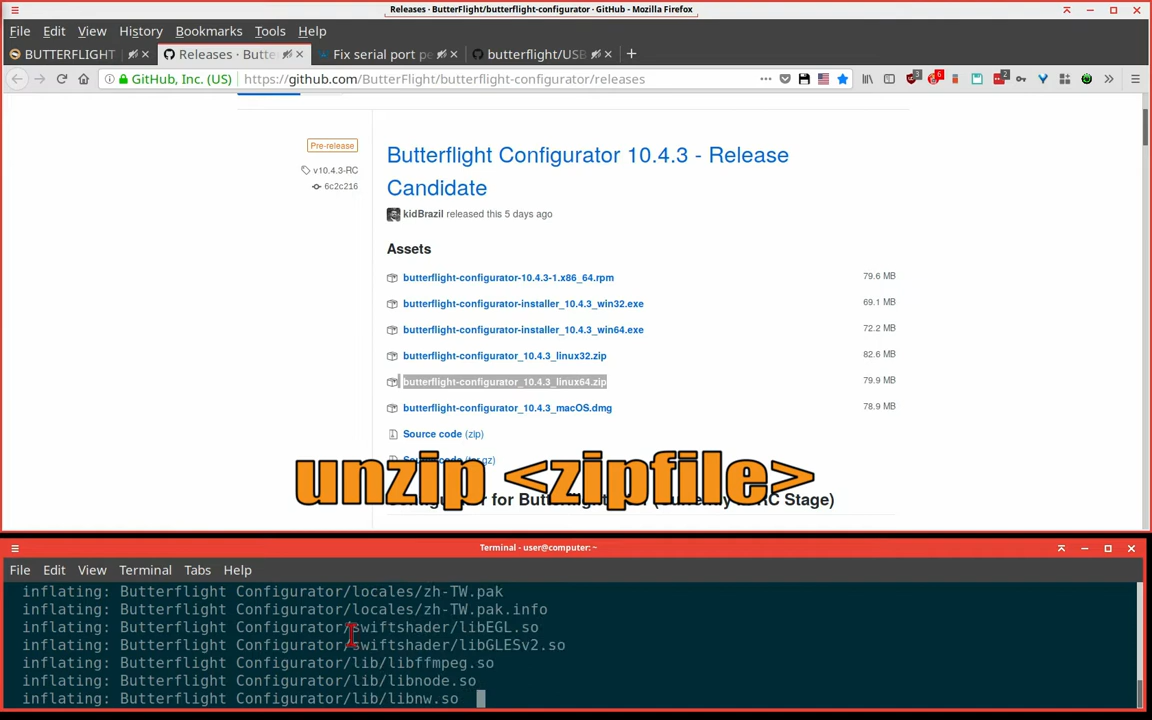 Releases · ButterFlight/butterflight-configurator · GitHub - Mozilla Firefox
File Edit View History Bookmarks Tools Help
BUTTERFLIGHT Releases · Butte Fix serial port pe butterflight/USB
GitHub, Inc. (US) https://github.com/ButterFlight/butterflight-configurator/releases
3 6 2
Pre-release
v10.4.3-RC
6c2c216
Butterflight Configurator 10.4.3 - Release
Candidate
kidBrazil released this 5 days ago
Assets
butterflight-configurator-10.4.3-1.x86_64.rpm 79.6 MB
butterflight-configurator-installer_10.4.3_win32.exe 69.1 MB
butterflight-configurator-installer_10.4.3_win64.exe 72.2 MB
butterflight-configurator_10.4.3_linux32.zip 82.6 MB
butterflight-configurator_10.4.3_linux64.zip 79.9 MB
butterflight-configurator_10.4.3_macOS.dmg 78.9 MB
Source code (zip)
unzip <zipfile>
for Stage)
Terminal - user@computer: ~
File Edit View Terminal Tabs Help
inflating: Butterflight Configurator/locales/zh-TW.pak
inflating: Butterflight Configurator/locales/zh-TW.pak.info
inflating: Butterflight Configurator/swiftshader/libEGL.so
inflating: Butterflight Configurator/swiftshader/libGLESv2.so
inflating: Butterflight Configurator/lib/libffmpeg.so
inflating: Butterflight Configurator/lib/libnode.so
inflating: Butterflight Configurator/lib/libnw.so